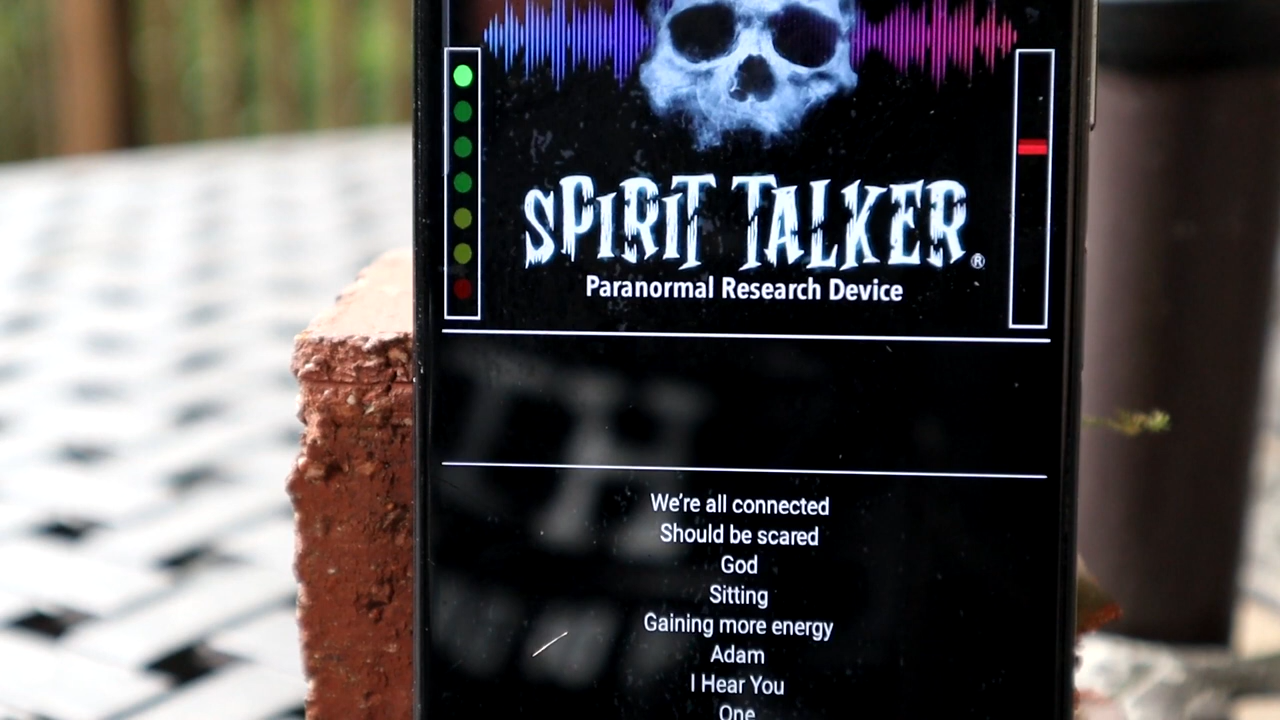 SPIRIT TALKER®
Paranormal Research Device
We're all connected
Should be scared
God
Sitting
Gaining more energy
Adam
I Hear You
One